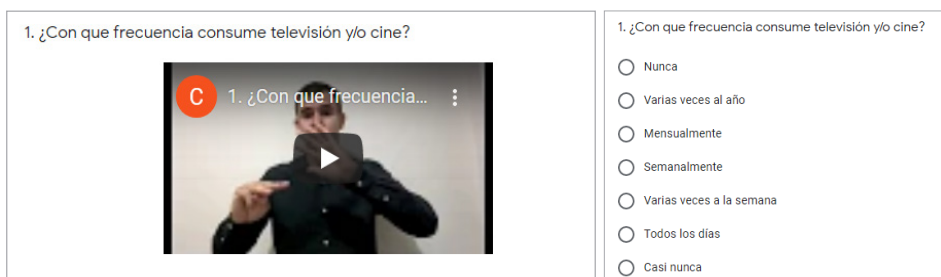 1. ¿Con que frecuencia consume televisión y/o cine?
C 1. ¿Con que frecuencia...
1. ¿Con que frecuencia consume televisión y/o cine?
Nunca
Varias veces al año
Mensualmente
Semanalmente
Varias veces a la semana
Todos los días
Casi nunca